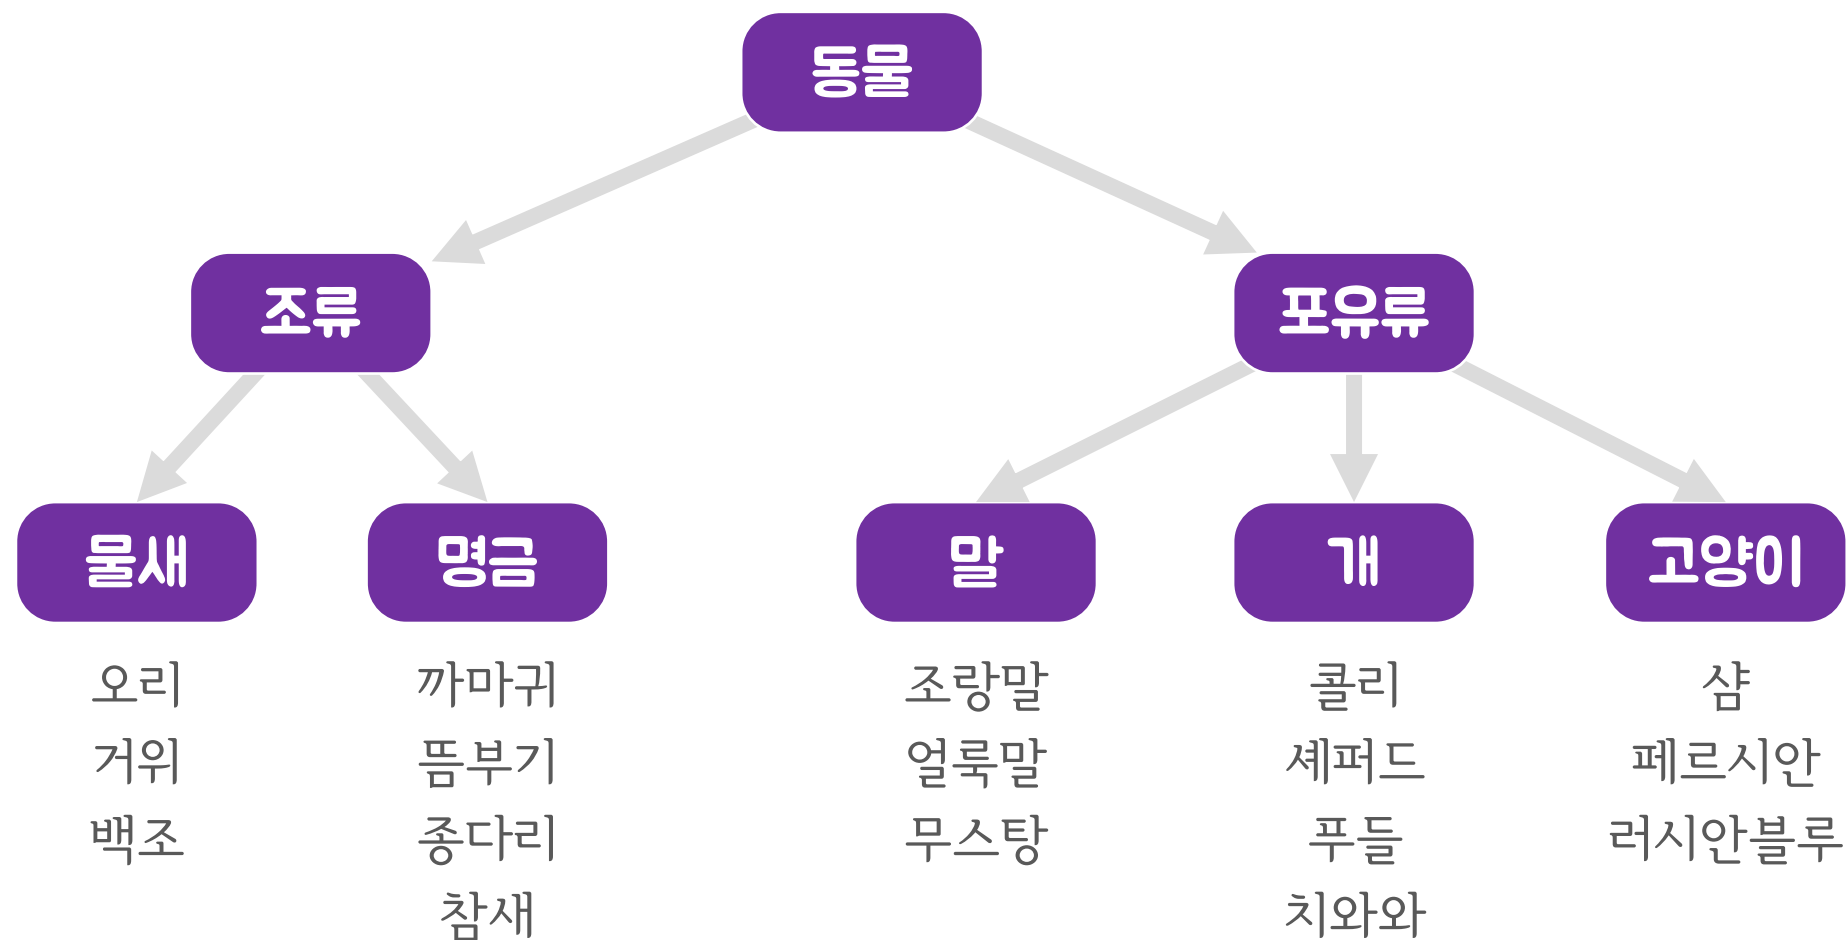 동물
조류
포유류
물새
명금
말
개
고양이
오리
거위
백조
까마귀
뜸부기
종다리
참새
조랑말
얼룩말
무스탕
콜리
셰퍼드
푸들
치와와
샴
페르시안
러시안블루